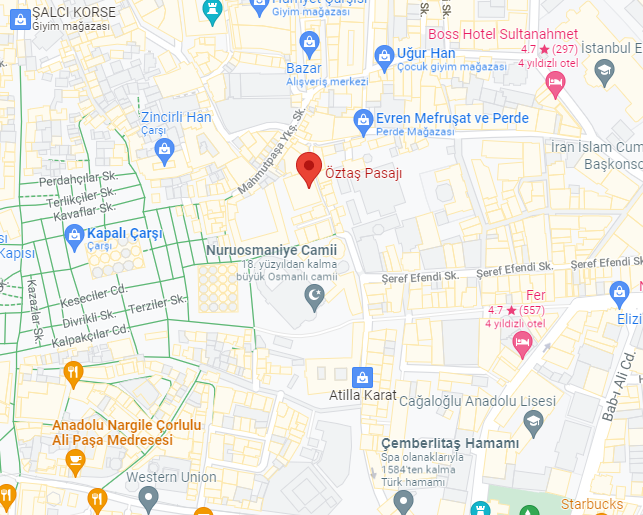 ŞALCI KORSE
Giyim mağazası
Giyim mağazası
Boss Hotel Sultanahmet
4.7 ★ (297)
4 yıldızlı otel
Bazar
Alışveriş merkezi
Uğur Han
Çocuk giyim mağazası
İstanbul E
Zincirli Han
Çarşı
Mahmutpaşa Ykş. Sk.
Evren Mefruşat ve Perde
Perde Mağazası
İran İslam Cum
Başkonso
Öztaş Pasajı
Perdahçılar-Sk.
Terlikçiler-Sk.
Kavaflar-Sk.
Kapalı Çarşı
Çarşı
Kapısı
Nuruosmaniye Camii
18. yüzyıldan kalma
büyük Osmanlı camii
Şeref Efendi Sk.
Şeref Efendi Sk.
Kazazlar-Sk.
Keseciler Cd.
Terziler-Sk.
Divrikli-Sk.
Kalpakçılar-Cd.
Fer
4.7 ★ (557)
4 yıldızlı otel
Elizi
Bab-ı Ali Cd.
Atilla Karat
Cağaloğlu Anadolu Lisesi
Anadolu Nargile Çorlulu
Ali Paşa Medresesi
Çemberlitaş Hamamı
Spa olanaklarıyla
1584'ten kalma
Türk hamamı
Western Union
Starbucks